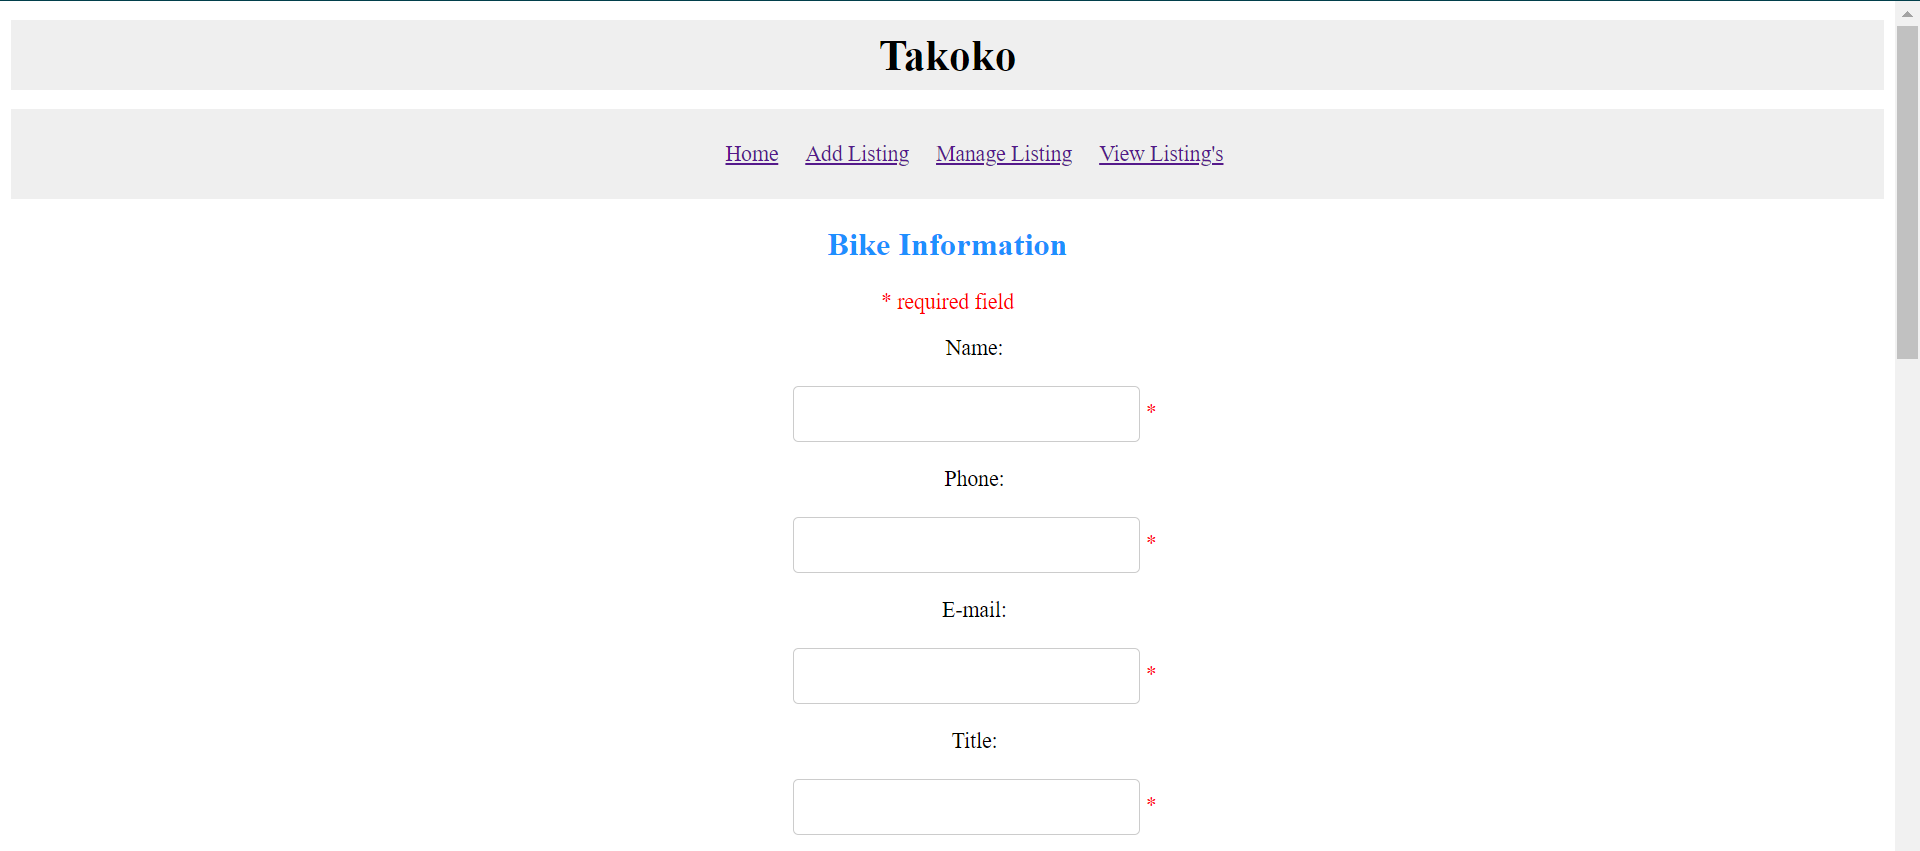 Takoko
Home Add Listing Manage Listing View Listing's
Bike Information
* required field
Name:
*
Phone:
*
E-mail:
*
Title:
*